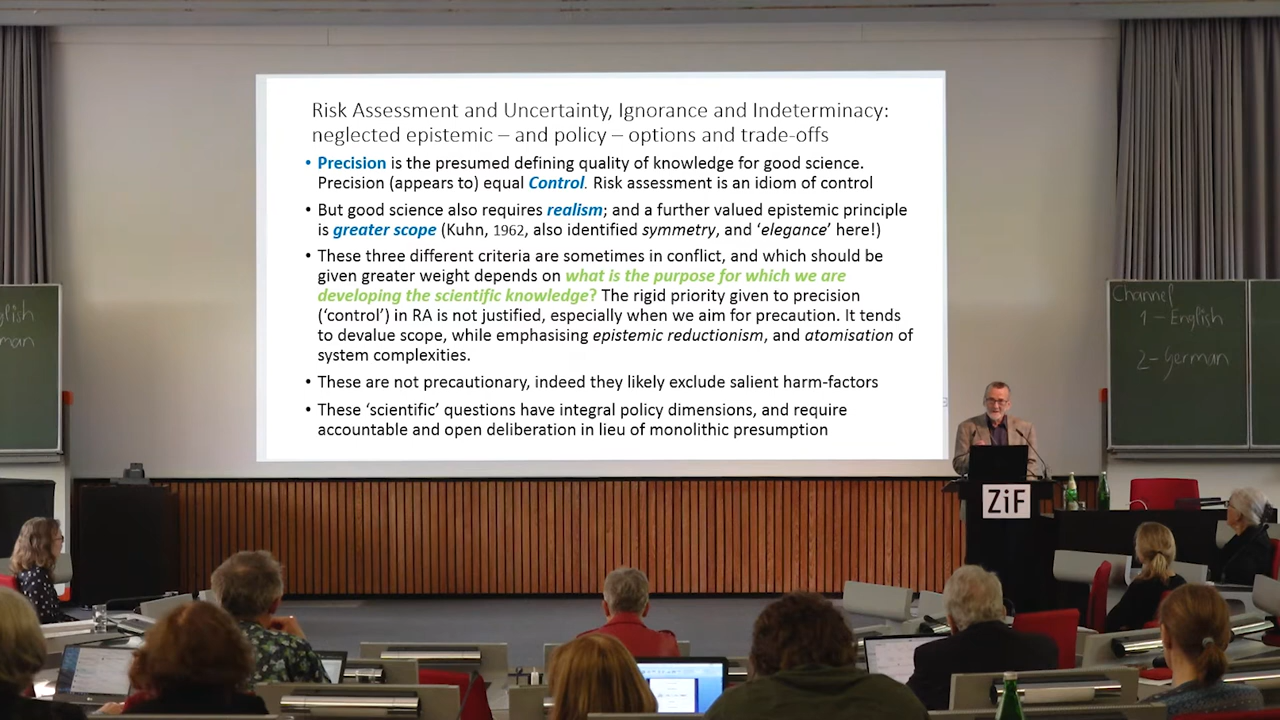 Risk Assessment and Uncertainty, Ignorance and Indeterminacy:
neglected epistemic – and policy – options and trade-offs
• Precision is the presumed defining quality of knowledge for good science.
Precision (appears to) equal Control. Risk assessment is an idiom of control
• But good science also requires realism; and a further valued epistemic principle
is greater scope (Kuhn, 1962, also identified symmetry, and ‘elegance’ here!)
• These three different criteria are sometimes in conflict, and which should be
given greater weight depends on what is the purpose for which we are
developing the scientific knowledge? The rigid priority given to precision
(‘control’) in RA is not justified, especially when we aim for precaution. It tends
to devalue scope, while emphasising epistemic reductionism, and atomisation of
system complexities.
• These are not precautionary, indeed they likely exclude salient harm-factors
• These ‘scientific’ questions have integral policy dimensions, and require
accountable and open deliberation in lieu of monolithic presumption
glish
man
Channel
1 – English
2 – German
ZiF